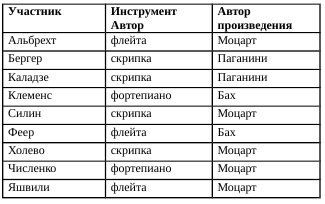 Участник Инструмент Автор
Автор произведения
Альбрехт флейта Моцарт
Бергер скрипка Паганини
Каладзе скрипка Паганини
Клеменс фортепиано Бах
Силин скрипка Моцарт
Феер флейта Бах
Холево скрипка Моцарт
Численко фортепиано Моцарт
Яшвили флейта Моцарт